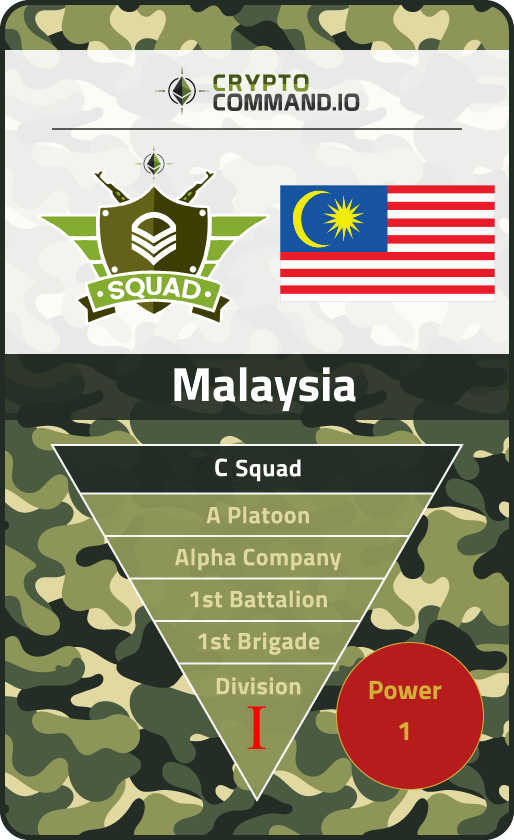 CRYPTO
COMMAND.IO
SQUAD
Malaysia
C Squad
A Platoon
Alpha Company
1st Battalion
1st Brigade
Division
I
Power
1